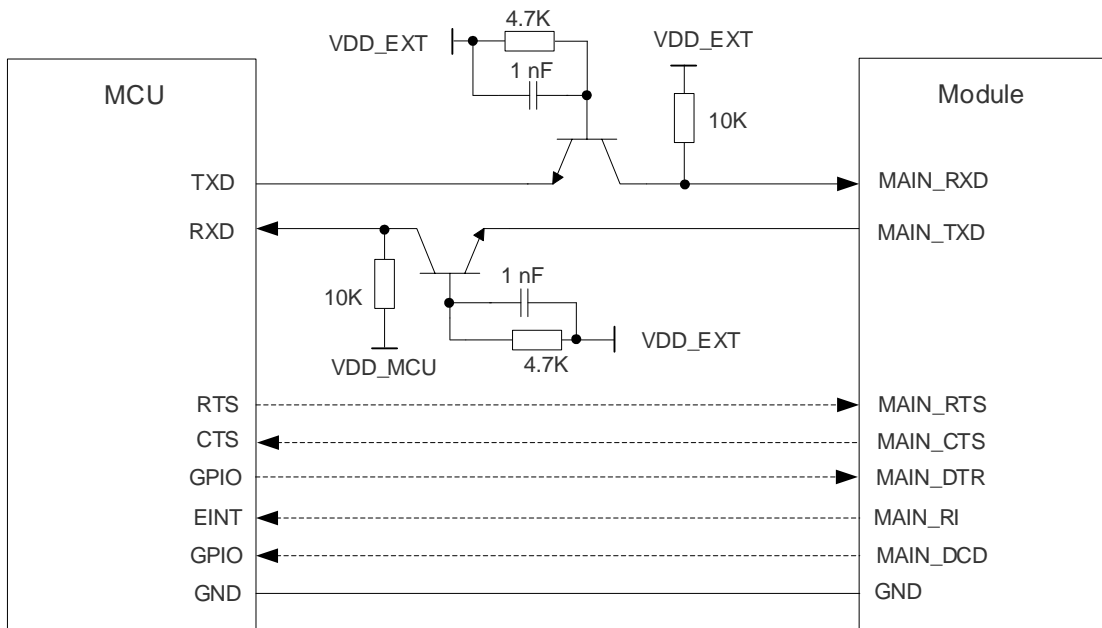 4.7K
VDD_EXT
VDD_EXT
1 nF
MCU
Module
10K
TXD
MAIN_RXD
RXD
MAIN_TXD
1 nF
10K
VDD_EXT
4.7K
VDD_MCU
RTS
MAIN_RTS
CTS
MAIN_CTS
GPIO
MAIN_DTR
EINT
MAIN_RI
GPIO
MAIN_DCD
GND
GND